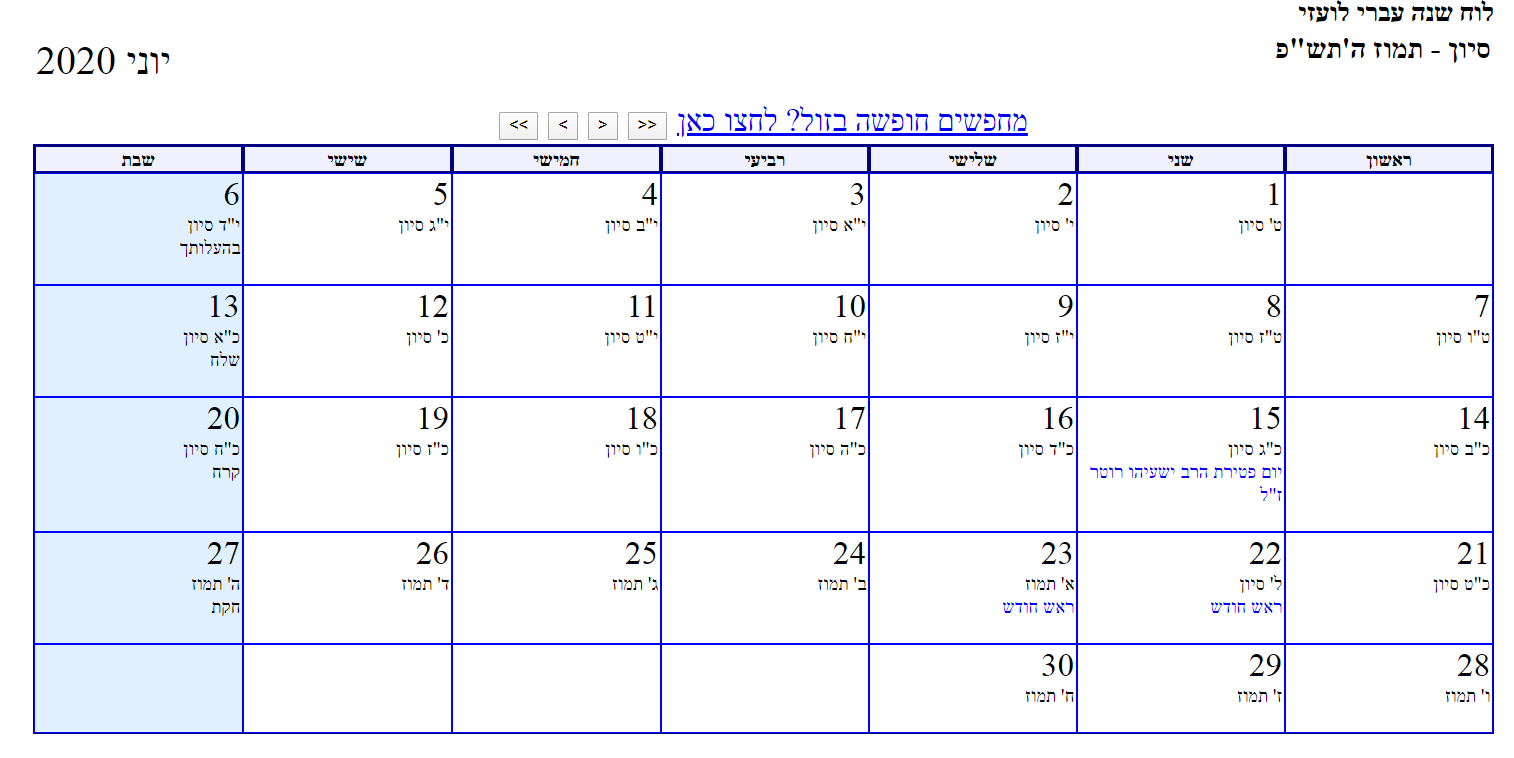 לוח שנה עברי לועזי
סיון - תמוז ה'תש"פ
יוני 2020
מחפשים חופשה בזול? לחצו כאן >> > < <<
ראשון שני שלישי רביעי חמישי שישי שבת
1 2 3 4 5 6
ט' סיון י' סיון י"א סיון י"ב סיון י"ג סיון י"ד סיון
בהעלותך
7 8 9 10 11 12 13
ט"ו סיון ט"ז סיון י"ז סיון י"ח סיון י"ט סיון כ' סיון כ"א סיון
שלח
14 15 16 17 18 19 20
כ"ב סיון כ"ג סיון כ"ד סיון כ"ה סיון כ"ו סיון כ"ז סיון כ"ח סיון
יום פטירת הרב ישעיהו רוטר קרח
ז"ל
21 22 23 24 25 26 27
כ"ט סיון ל' סיון א' תמוז ב' תמוז ג' תמוז ד' תמוז ה' תמוז
ראש חודש ראש חודש חקת
28 29 30
ו' תמוז ז' תמוז ח' תמוז